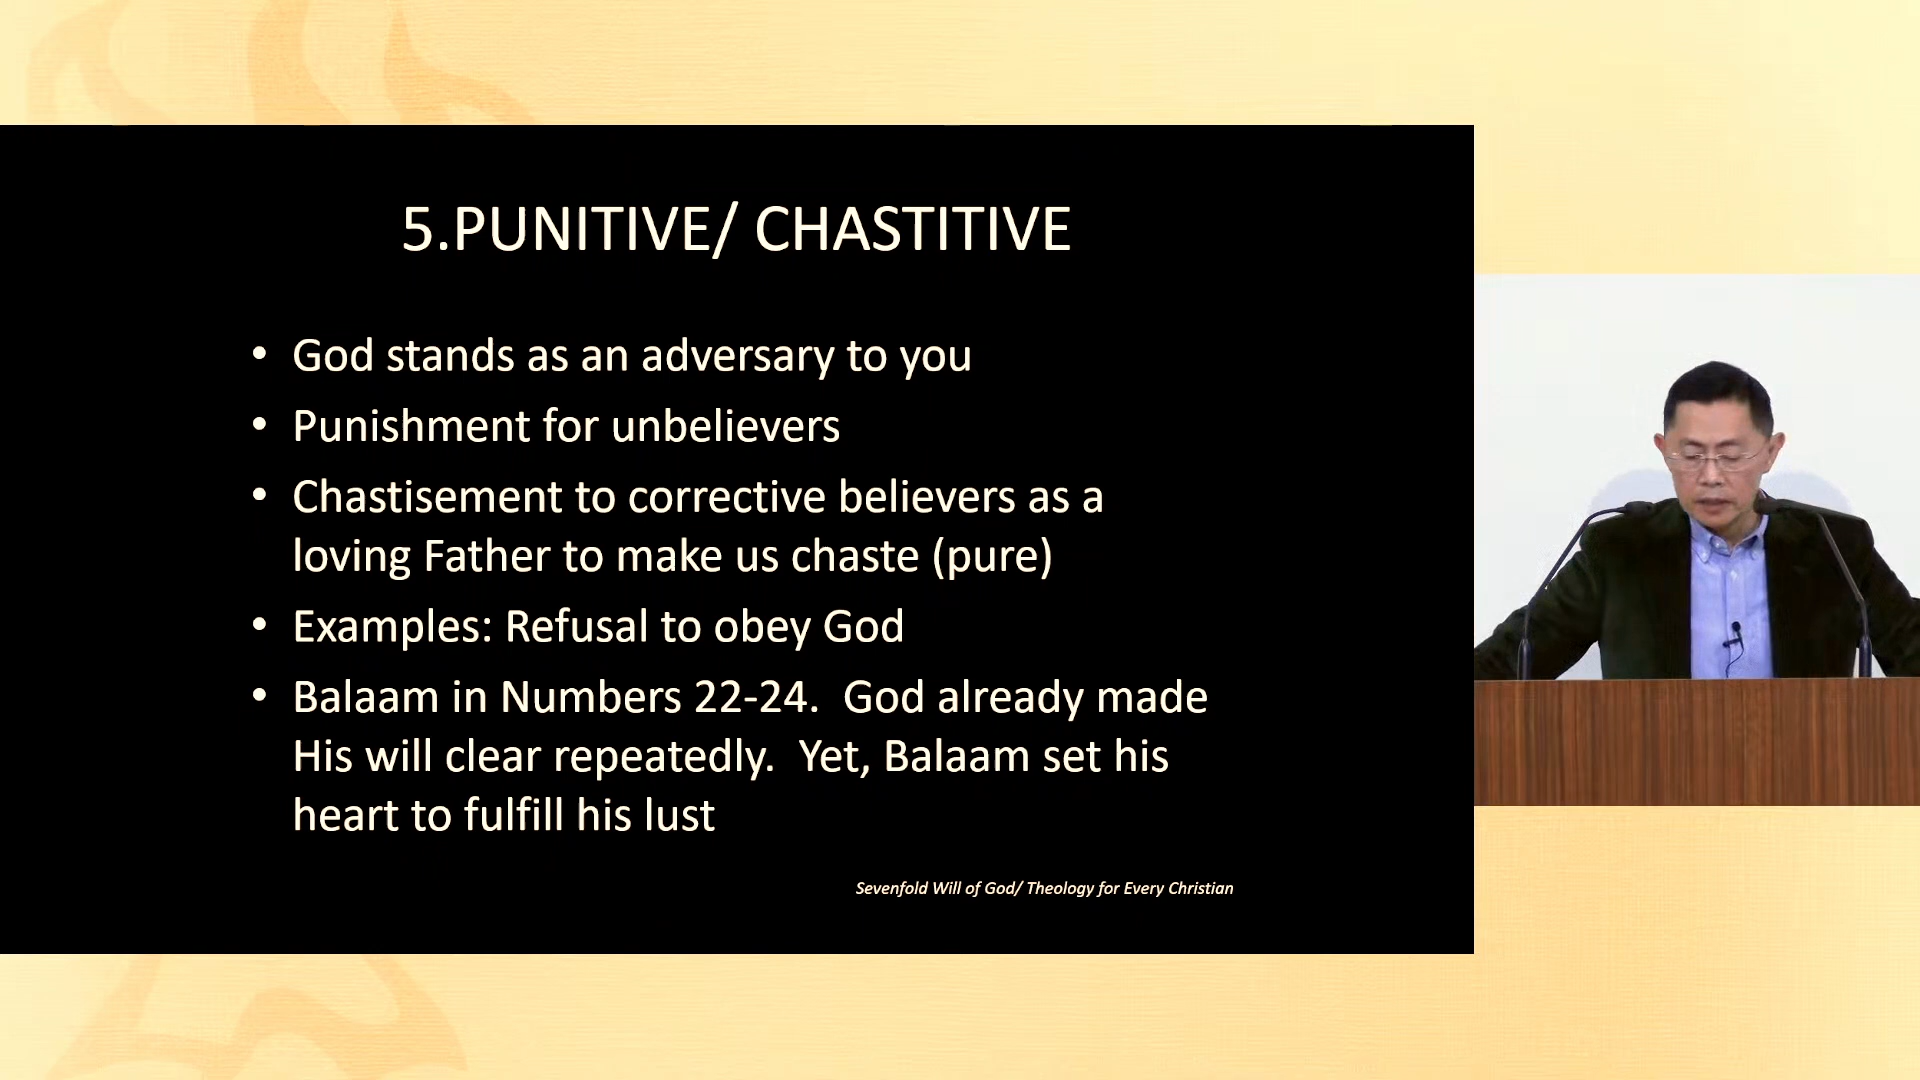 5.PUNITIVE/ CHASTITIVE
• God stands as an adversary to you
• Punishment for unbelievers
• Chastisement to corrective believers as a
loving Father to make us chaste (pure)
• Examples: Refusal to obey God
• Balaam in Numbers 22-24.  God already made
His will clear repeatedly.  Yet, Balaam set his
heart to fulfill his lust
Sevenfold Will of God/ Theology for Every Christian